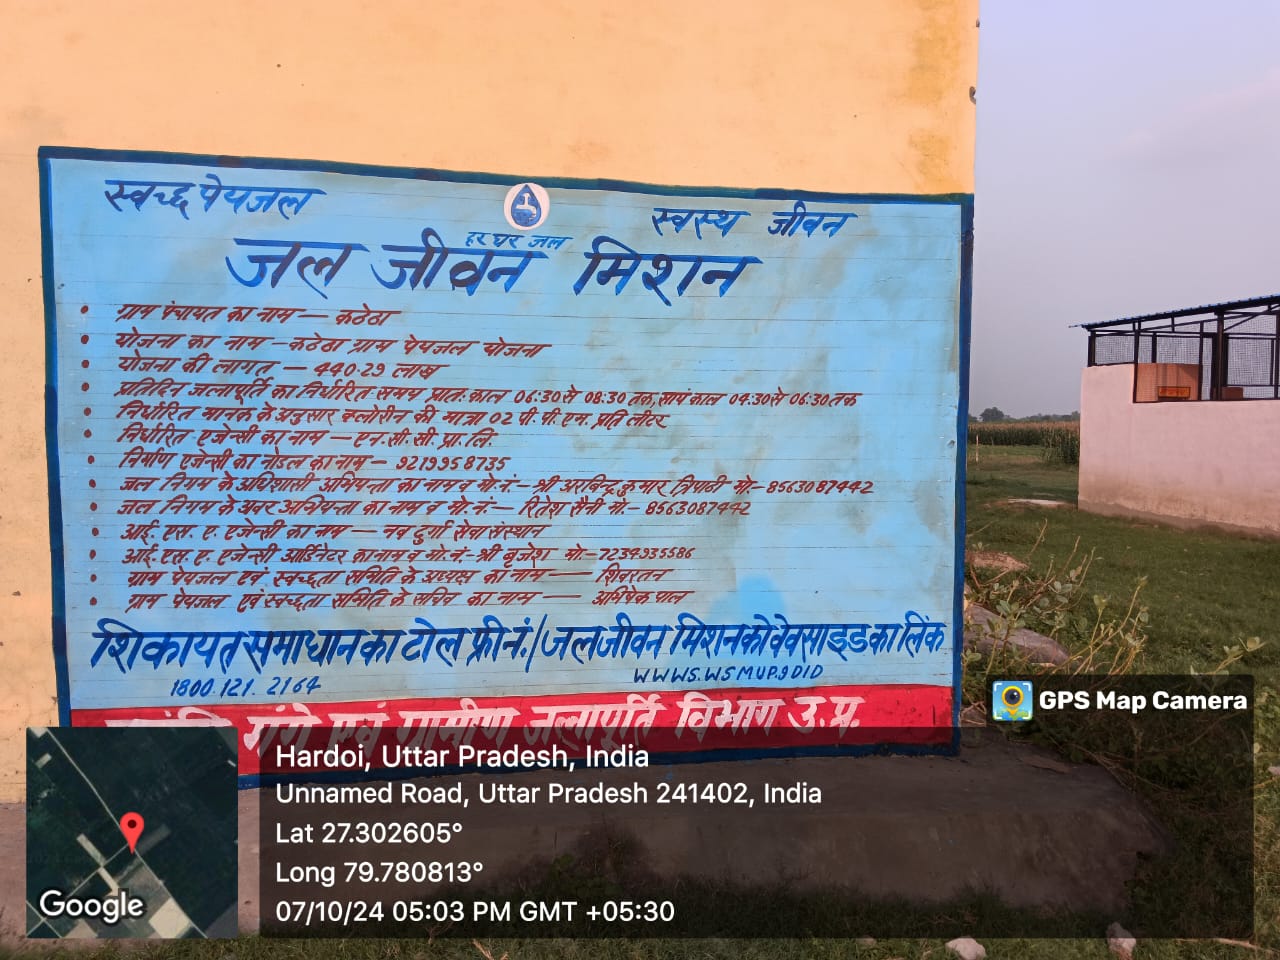 स्वच्छ पेयजल
स्वस्थ जीवन
हर घर जल
जल जीवन मिशन
• ग्राम पंचायत का नाम — कठेठा
• योजना का नाम – कठेठा ग्राम पेयजल योजना
• योजना की लागत — 440.29 लाख
• प्रतिदिन जलापूर्ति का निर्धारित समय प्रातः काल 06:30 से 08:30 तक, सायं काल 04:30 से 06:30 तक
• निर्धारित मानक के अनुसार क्लोरीन की मात्रा 02 पी. पी. एम. प्रति लीटर
• निर्धारित एजेन्सी का नाम — एन. सी. सी. प्रा. लि.
• निर्माण एजेन्सी का नोडल का नाम – 9219958735
• जल निगम के अधिशासी अभियन्ता का नाम व मो. नं. – श्री अरविन्द कुमार त्रिपाठी मो.– 8563087442
• जल निगम के अवर अभियन्ता का नाम व मो. नं. – रितेश सैनी मो. – 8563087442
• आई. एस. ए. एजेन्सी का नाम — नव दुर्गा सेवा संस्थान
• आई. एस. ए. एजेन्सी आर्डिनेटर का नाम व मो. नं.– श्री बृजेश मो.– 7234935586
• ग्राम पेयजल एवं स्वच्छता समिति के अध्यक्ष का नाम — शिवरतन
• ग्राम पेयजल एवं स्वच्छता समिति के सचिव का नाम — अभिषेक पाल
शिकायत समाधान का टोल फ्री नं. / जल जीवन मिशन को वेवसाइड का लिंक
1800.121. 2164
WWWS.WSMUP.9DID
गंगे एवं ग्रामीण जलापूर्ति विभाग उ.प्र.
GPS Map Camera
Hardoi, Uttar Pradesh, India
Unnamed Road, Uttar Pradesh 241402, India
Lat 27.302605°
Long 79.780813°
07/10/24 05:03 PM GMT +05:30
Google